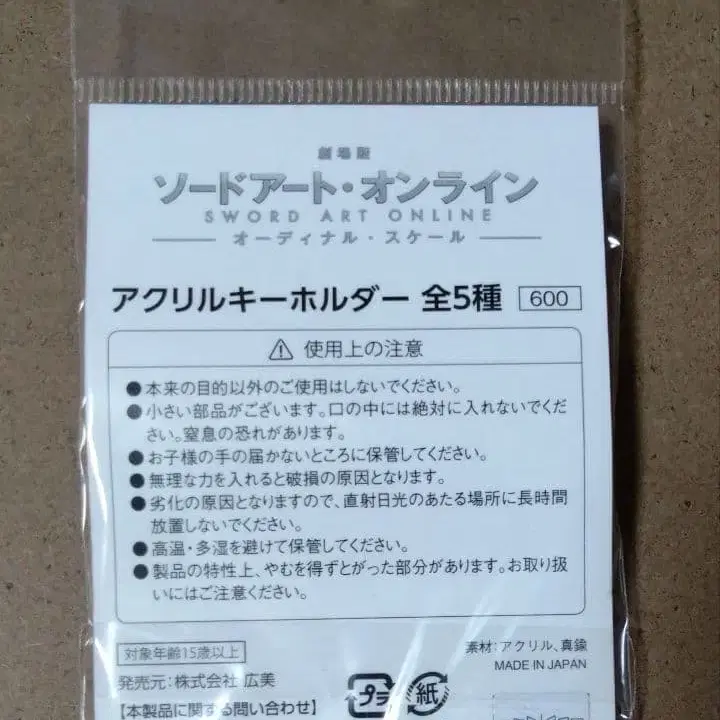 劇場版
ソードアート・オンライン
SWORD ART ONLINE
オーディナル・スケール
アクリルキーホルダー 全5種 600
⚠ 使用上の注意
●本来の目的以外のご使用はしないでください。
●小さい部品がございます。口の中には絶対に入れないでくだ
さい。窒息の恐れがあります。
●お子様の手の届かないところに保管してください。
●無理な力を入れると破損の原因となります。
●劣化の原因となりますので、直射日光のあたる場所に長時間
放置しないでください。
●高温・多湿を避けて保管してください。
●製品の特性上、やむを得ずとがった部分があります。お取り扱
いにはご注意ください。
対象年齢15歳以上
素材：アクリル、真鍮
MADE IN JAPAN
発売元：株式会社 広美
プラ 紙
【本製品に関する問い合わせ】